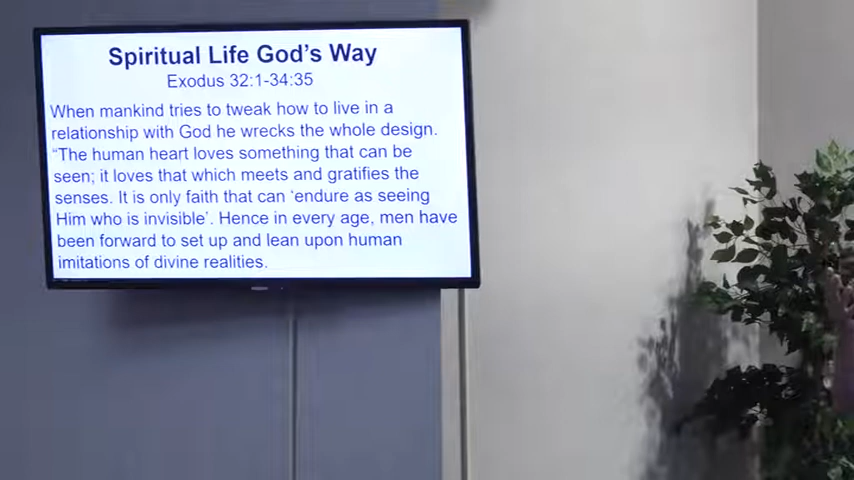 Spiritual Life God's Way
Exodus 32:1-34:35
When mankind tries to tweak how to live in a
relationship with God he wrecks the whole design.
“The human heart loves something that can be
seen; it loves that which meets and gratifies the
senses. It is only faith that can ‘endure as seeing
Him who is invisible’. Hence in every age, men have
been forward to set up and lean upon human
imitations of divine realities.